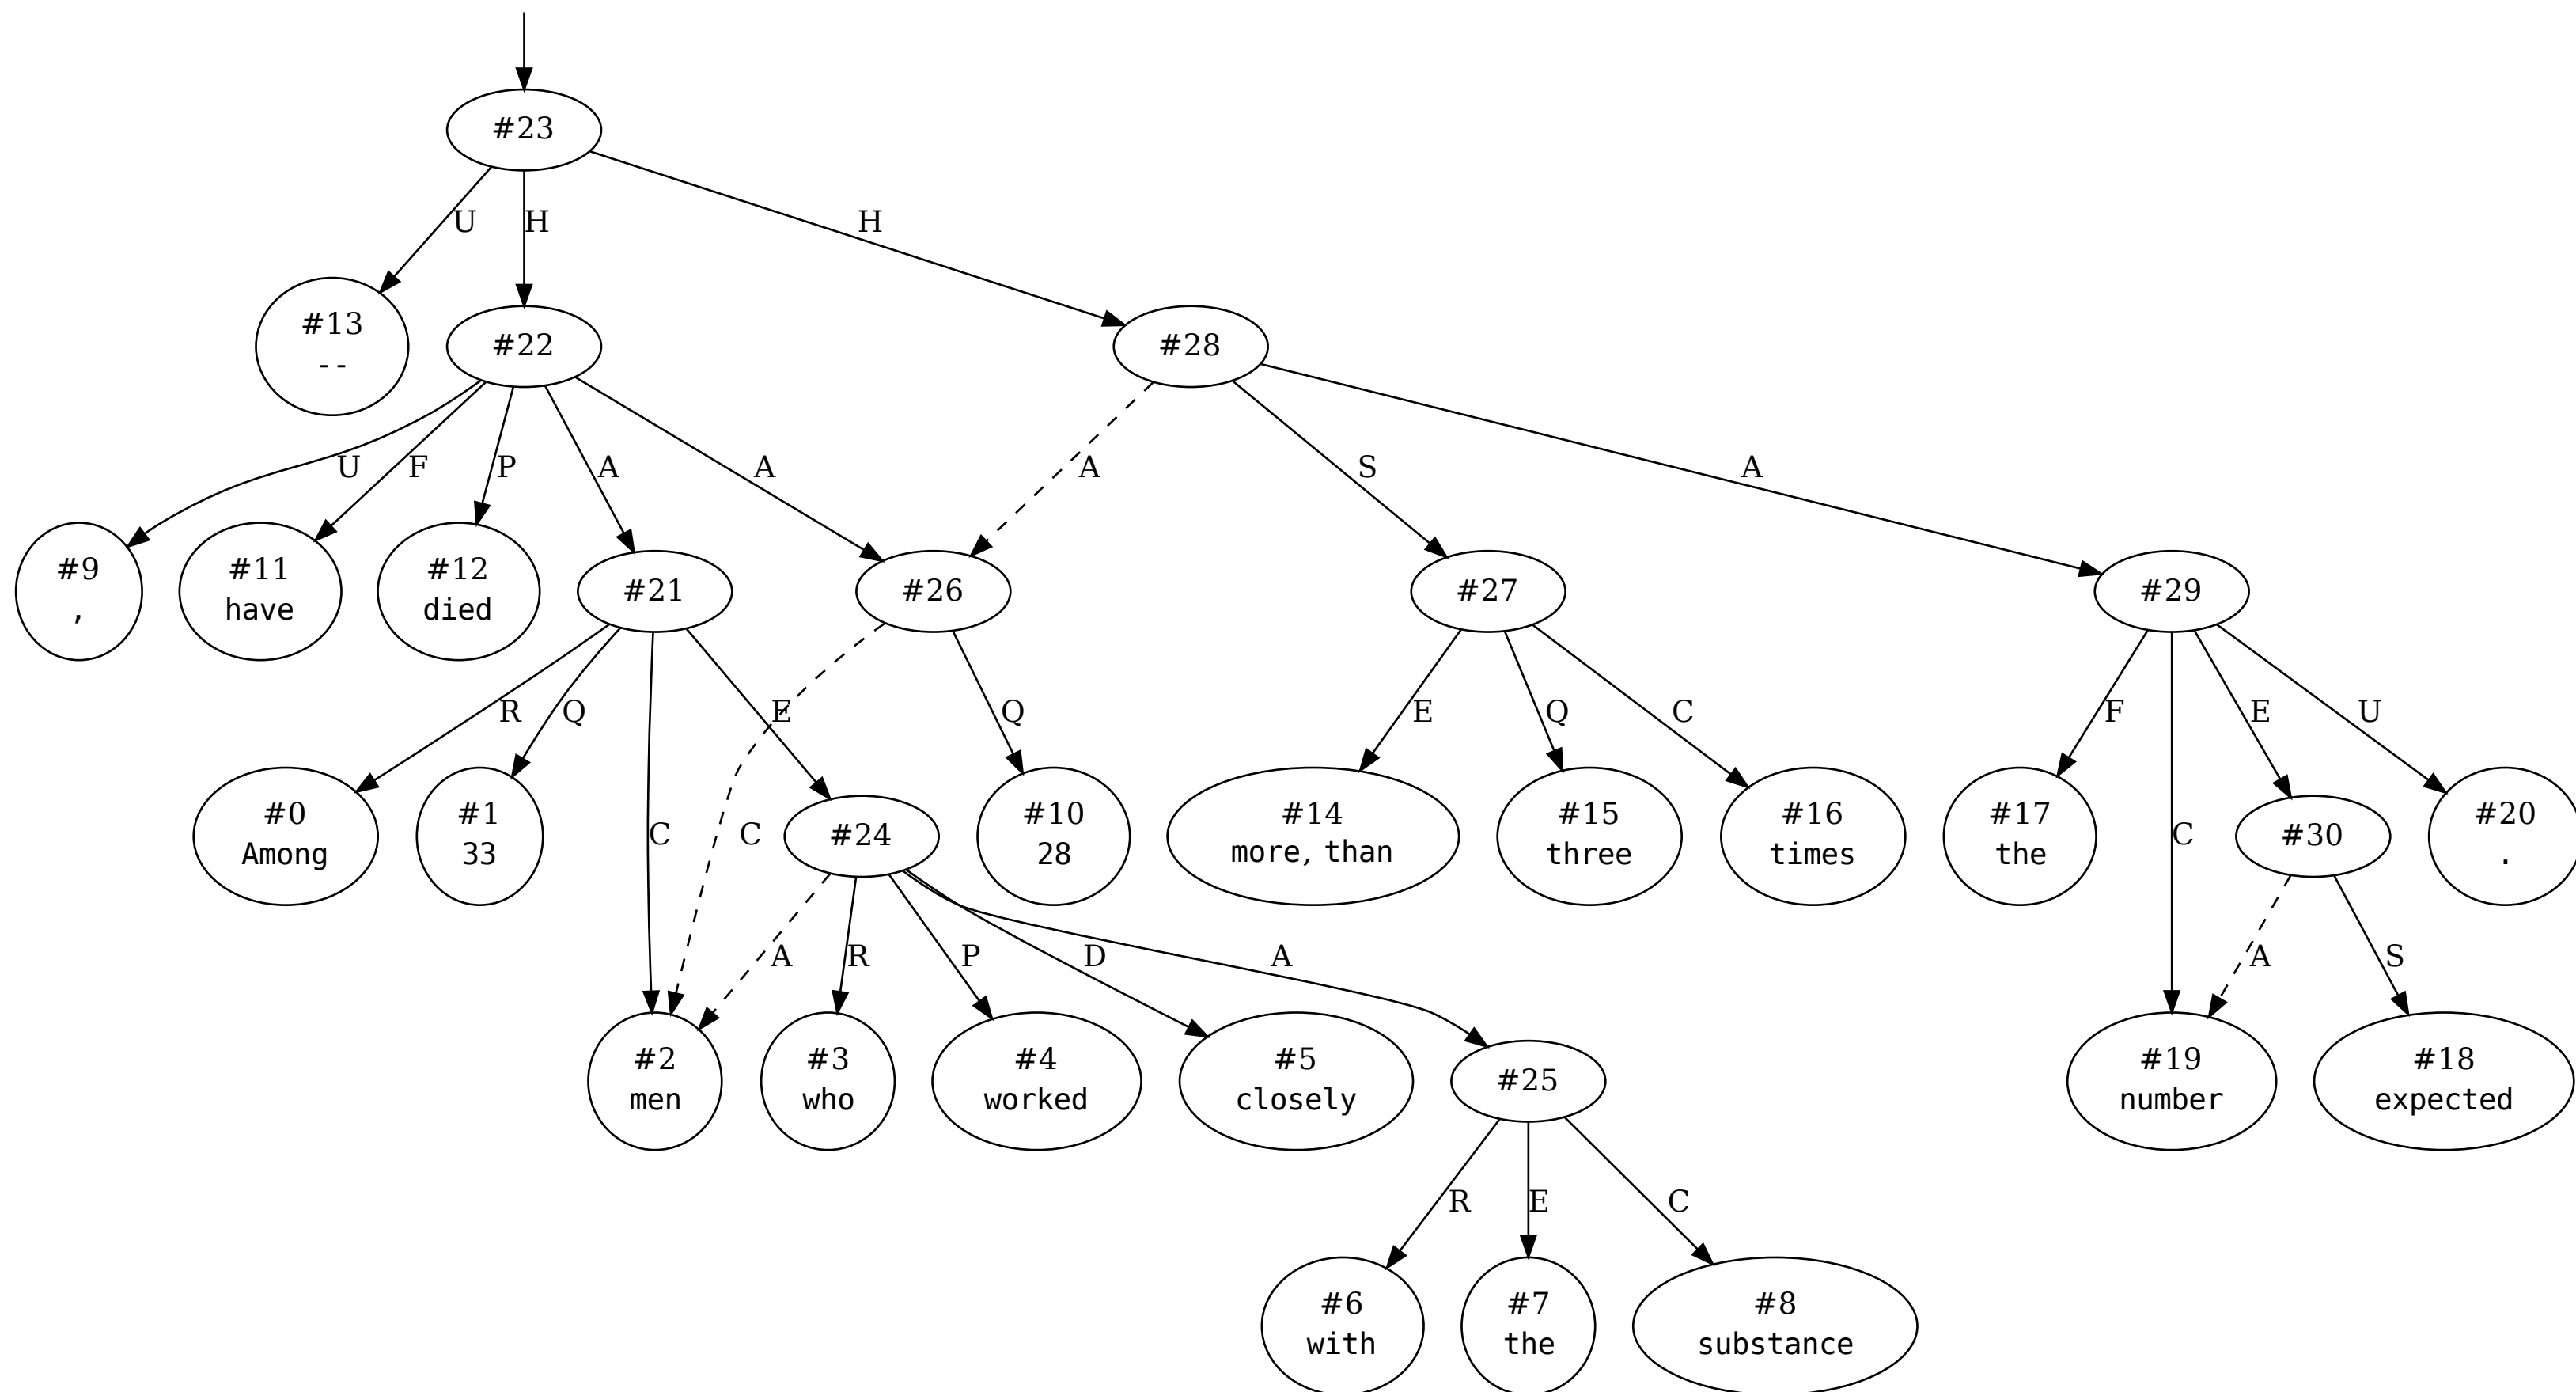 #23
U
H
H
#13
--
#22
#28
U
F
P
A
A
A
S
A
#9
,
#11
have
#12
died
#21
#26
#27
#29
R
Q
E
Q
E
Q
C
F
E
U
#0
Among
#1
33
C
C
#24
#10
28
#14
more, than
#15
three
#16
times
#17
the
C
#30
#20
.
A
R
P
D
A
A
S
#2
men
#3
who
#4
worked
#5
closely
#25
#19
number
#18
expected
R
E
C
#6
with
#7
the
#8
substance